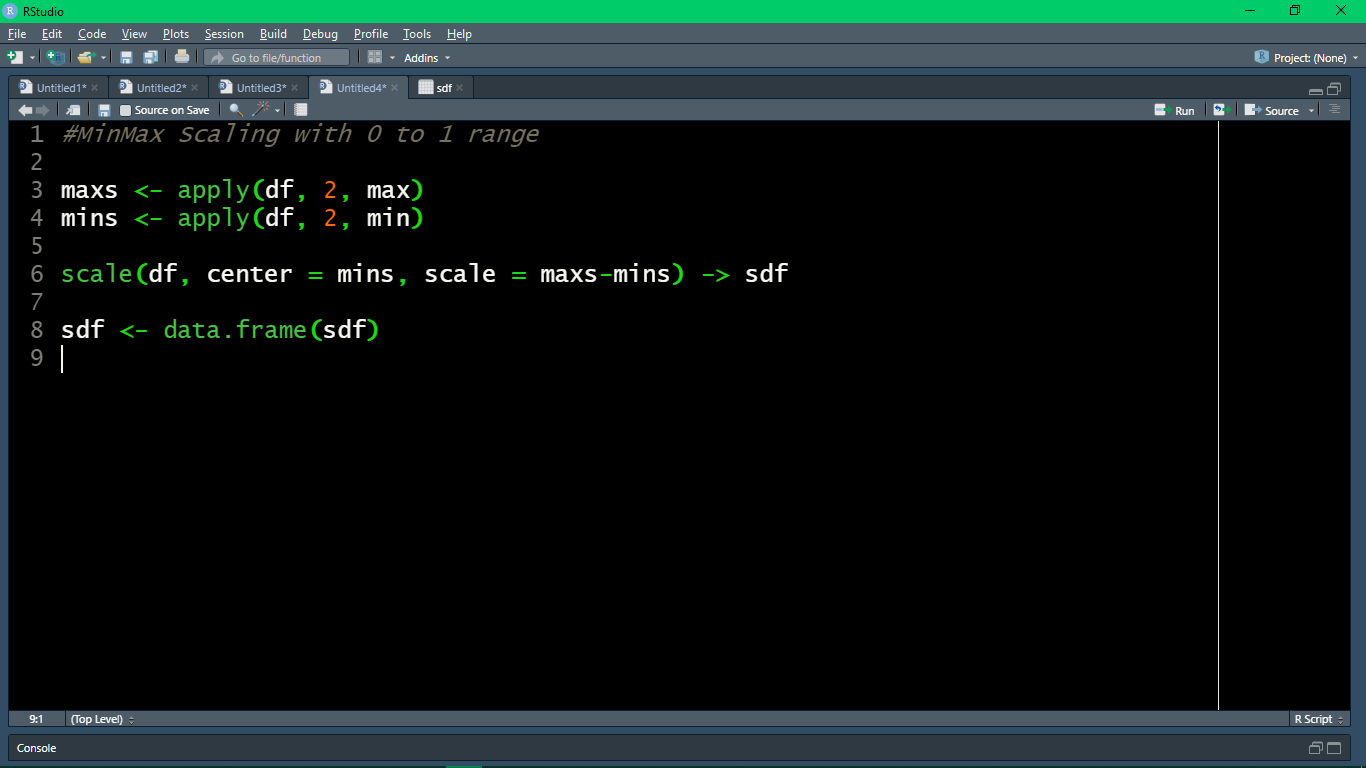 RStudio
File Edit Code View Plots Session Build Debug Profile Tools Help
Go to file/function Addins Project: (None)
Untitled1* Untitled2* Untitled3* Untitled4* sdf
Source on Save Run Source
1 #MinMax Scaling with 0 to 1 range
2
3 maxs <- apply(df, 2, max)
4 mins <- apply(df, 2, min)
5
6 scale(df, center = mins, scale = maxs-mins) -> sdf
7
8 sdf <- data.frame(sdf)
9
9:1 (Top Level) R Script
Console